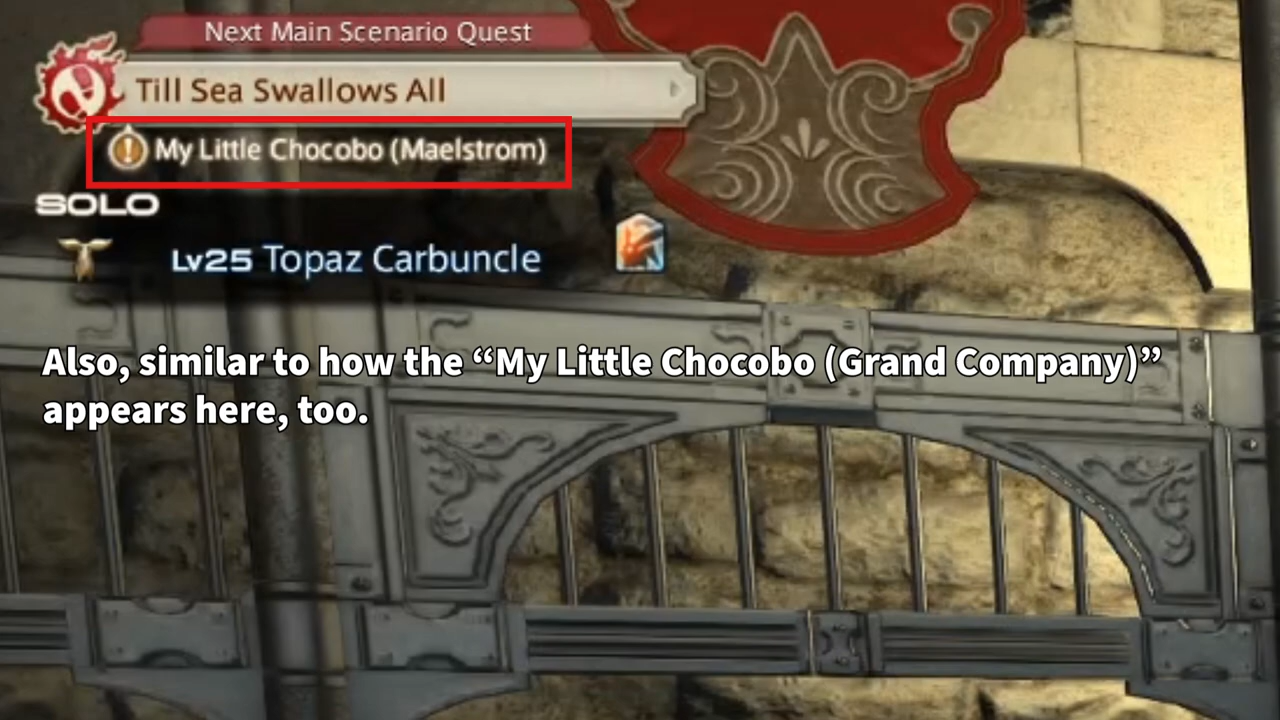 Next Main Scenario Quest
Till Sea Swallows All
My Little Chocobo (Maelstrom)
SOLO
Lv25 Topaz Carbuncle
Also, similar to how the “My Little Chocobo (Grand Company)”
appears here, too.